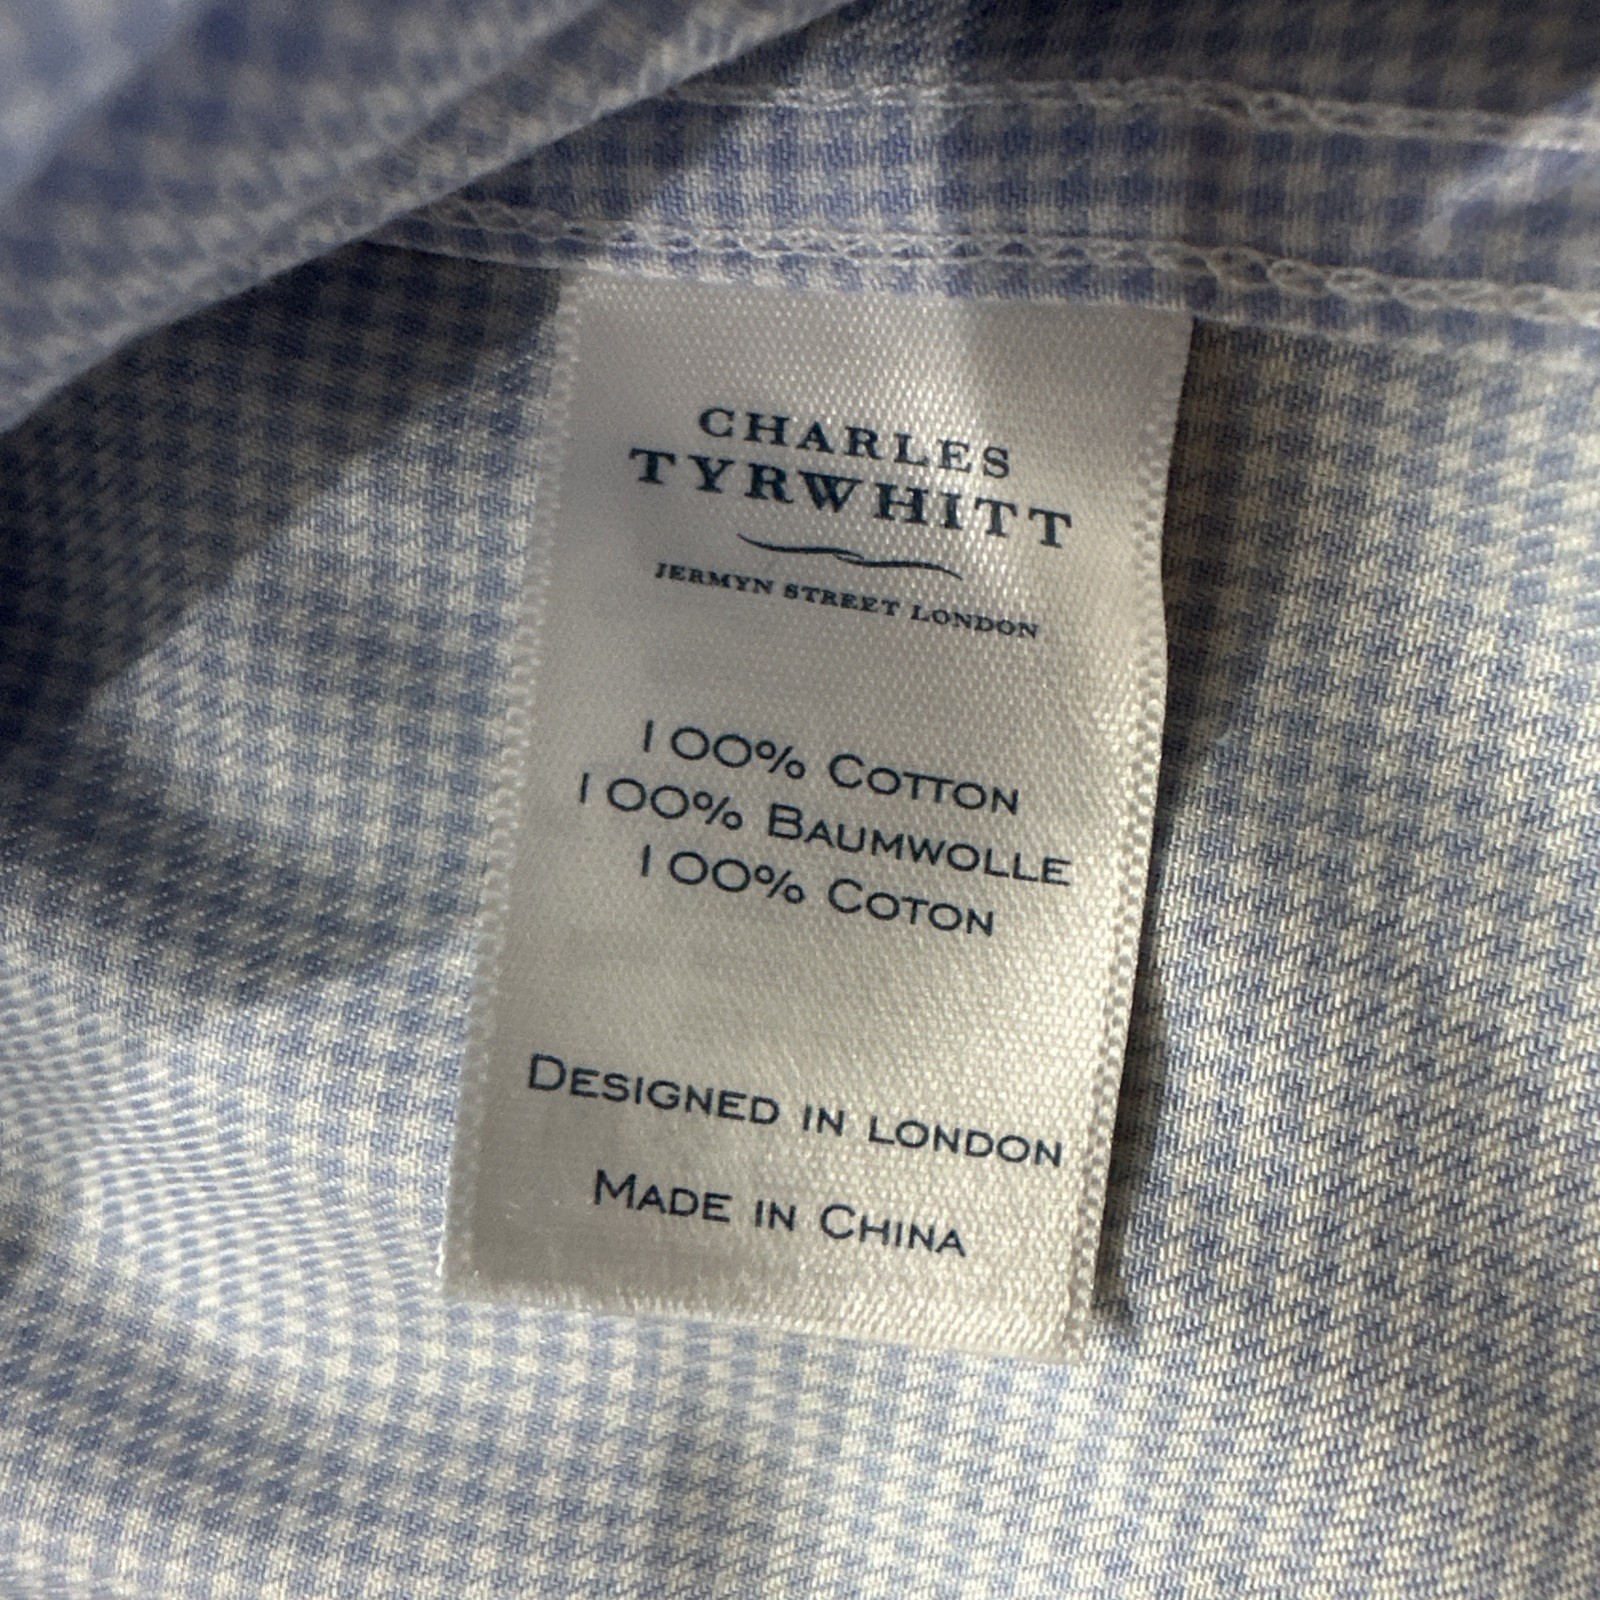 CHARLES
TYRWHITT
JERMYN STREET LONDON
100% COTTON
100% BAUMWOLLE
100% COTON
DESIGNED IN LONDON
MADE IN CHINA